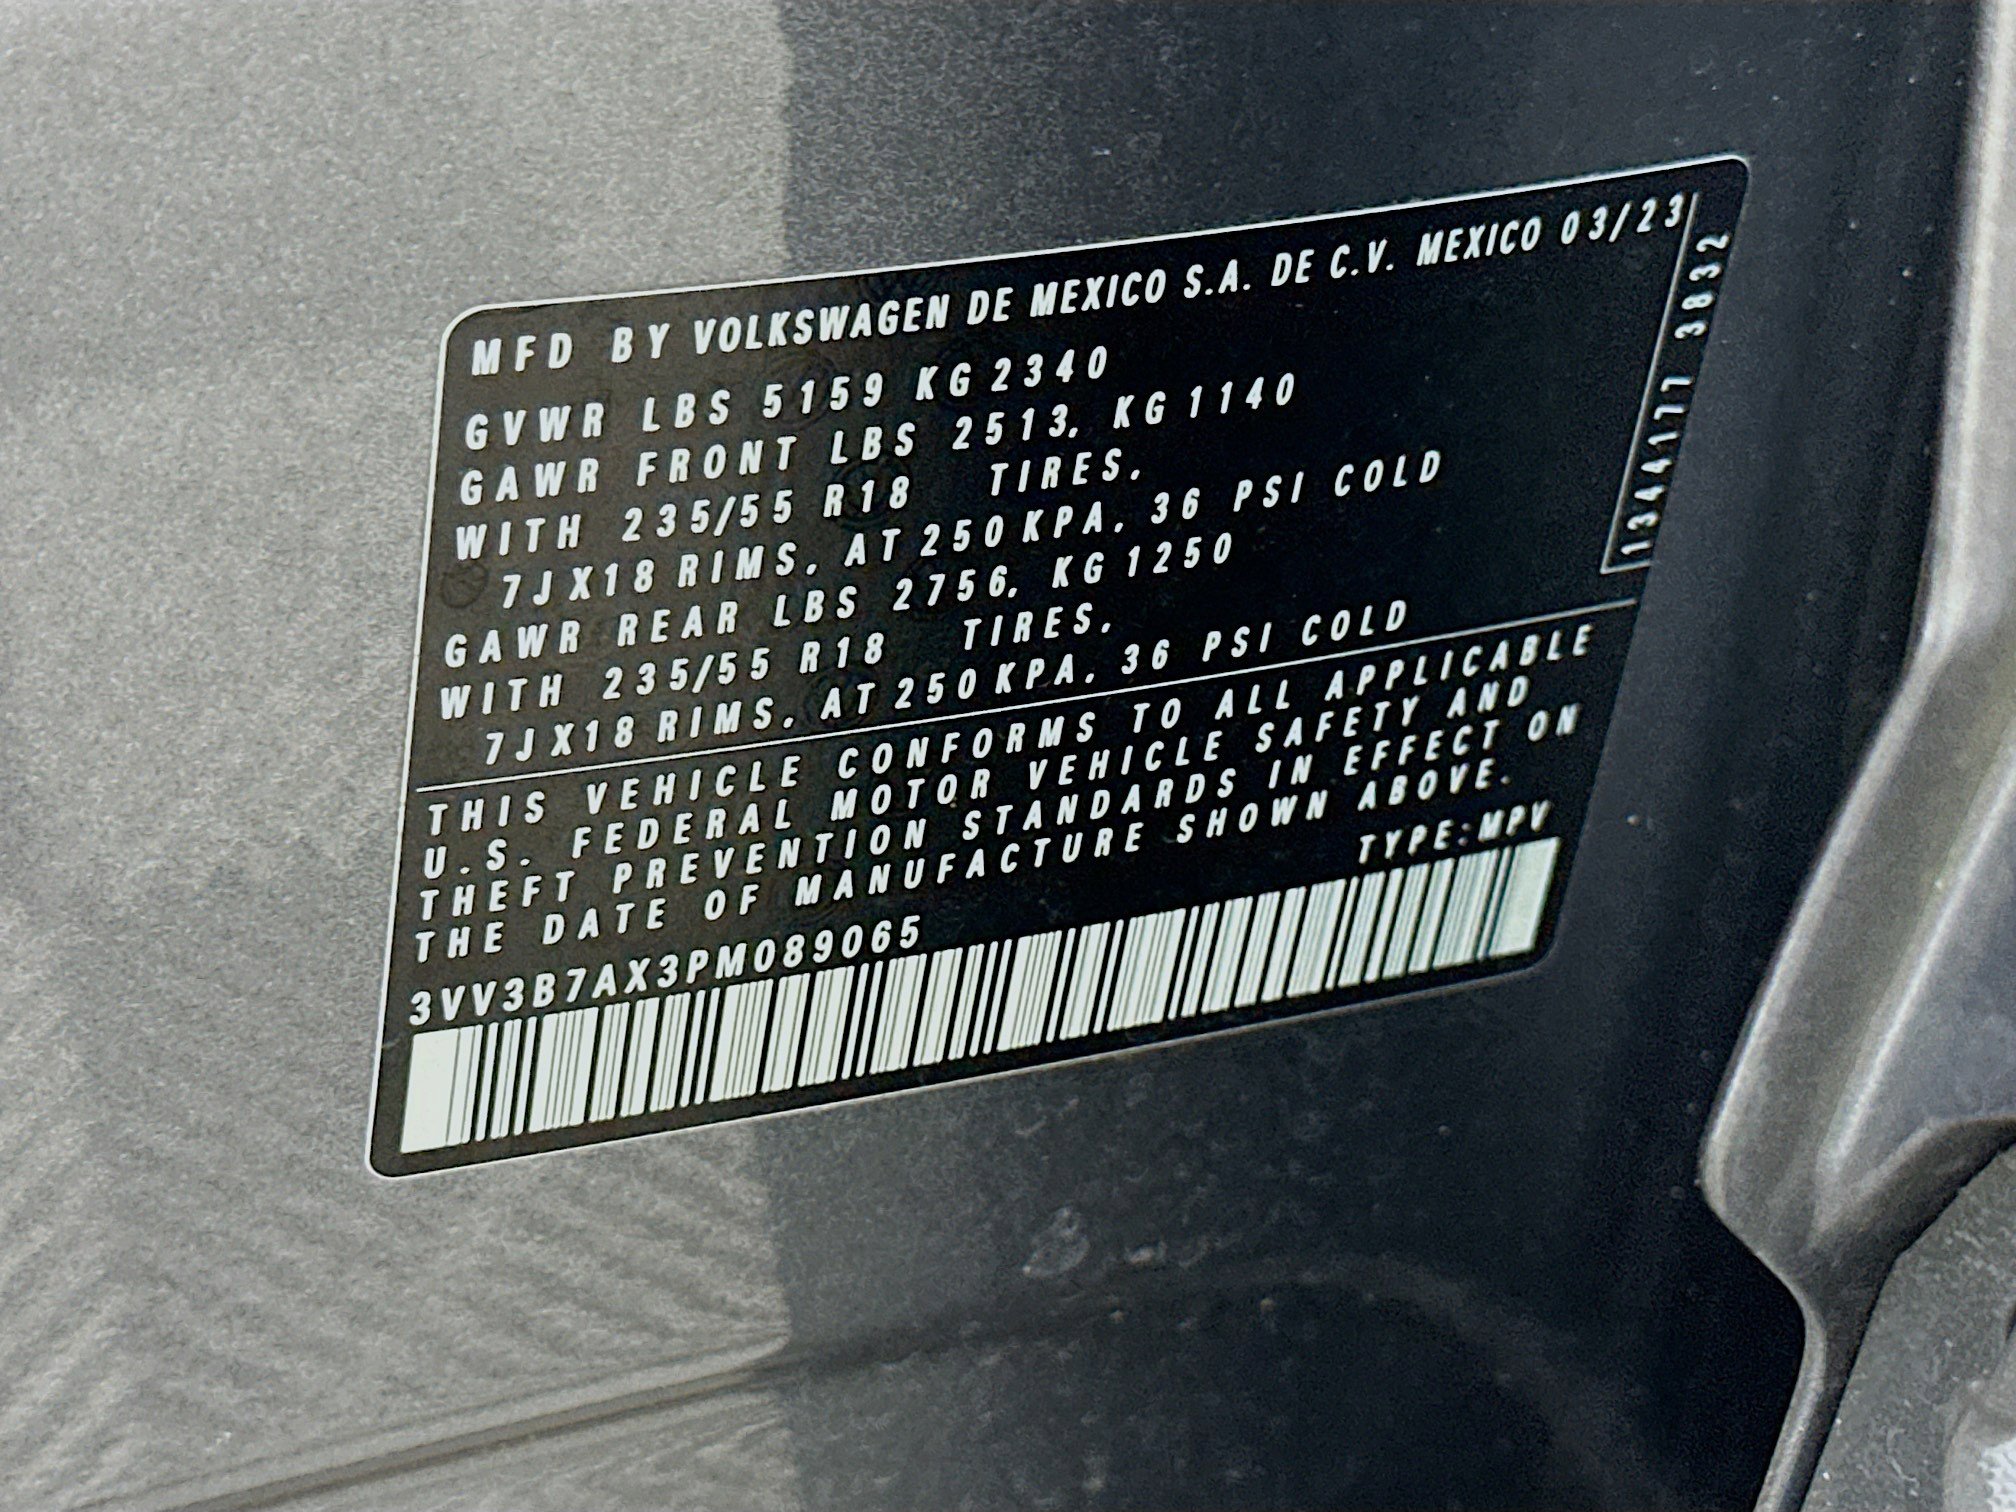 MFD BY VOLKSWAGEN DE MEXICO S.A. DE C.V. MEXICO 03/23
GVWR LBS 5159 KG 2340
GAWR FRONT LBS 2513, KG 1140
WITH 235/55 R18 TIRES,
7JX18 RIMS, AT 250 KPA, 36 PSI COLD
GAWR REAR LBS 2756, KG 1250
WITH 235/55 R18 TIRES,
7JX18 RIMS, AT 250 KPA, 36 PSI COLD
THIS VEHICLE CONFORMS TO ALL APPLICABLE
U.S. FEDERAL MOTOR VEHICLE SAFETY AND
THEFT PREVENTION STANDARDS IN EFFECT ON
THE DATE OF MANUFACTURE SHOWN ABOVE.
TYPE:MPV
3VV3B7AX3PM089065
1344177 3832